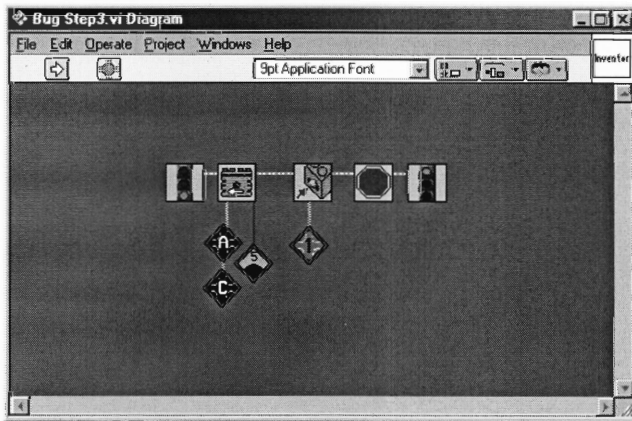 Bug Step3.vi Diagram
File Edit Operate Project Windows Help
9pt Application Font
Inventor
A
5
1
C